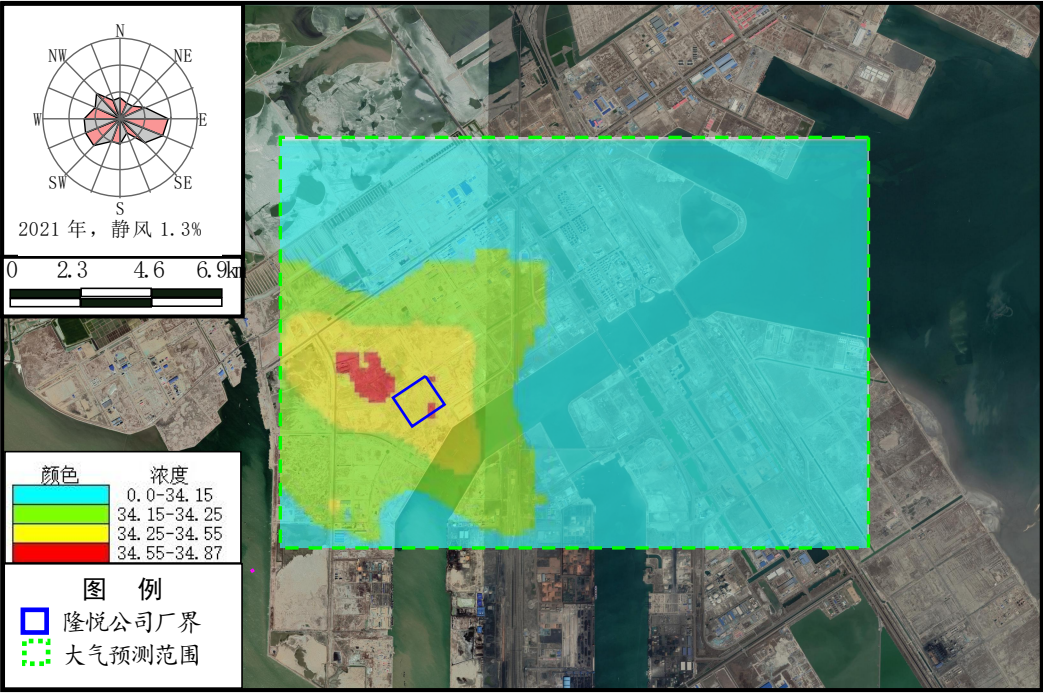 N
NW NE
W E
SW SE
S
2021 年，静风 1.3%
0 2.3 4.6 6.9km
颜色 浓度
0.0-34.15
34.15-34.25
34.25-34.55
34.55-34.87
图 例
隆悦公司厂界
大气预测范围